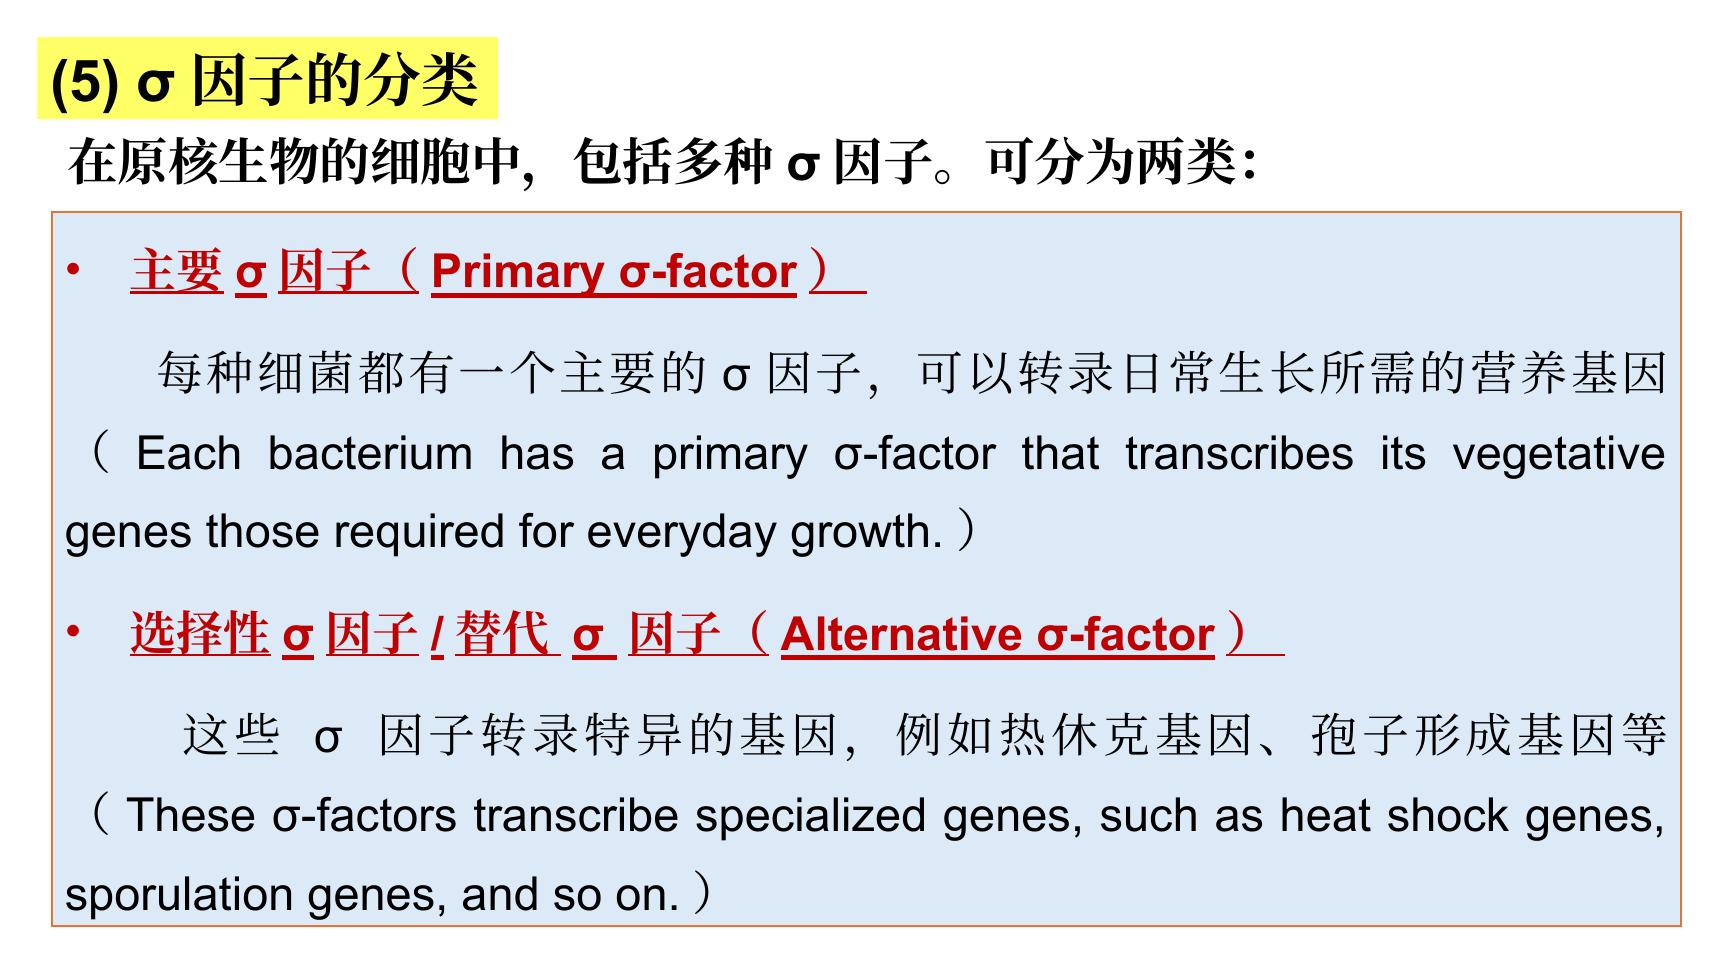 (5) σ 因子的分类
在原核生物的细胞中，包括多种 σ 因子。可分为两类：
• 主要 σ 因子（ Primary σ-factor ）
每种细菌都有一个主要的 σ 因子，可以转录日常生长所需的营养基因
（ Each bacterium has a primary σ-factor that transcribes its vegetative
genes those required for everyday growth. ）
• 选择性 σ 因子 / 替代 σ 因子（ Alternative σ-factor ）
这些 σ 因子转录特异的基因，例如热休克基因、孢子形成基因等
（ These σ-factors transcribe specialized genes, such as heat shock genes,
sporulation genes, and so on. ）